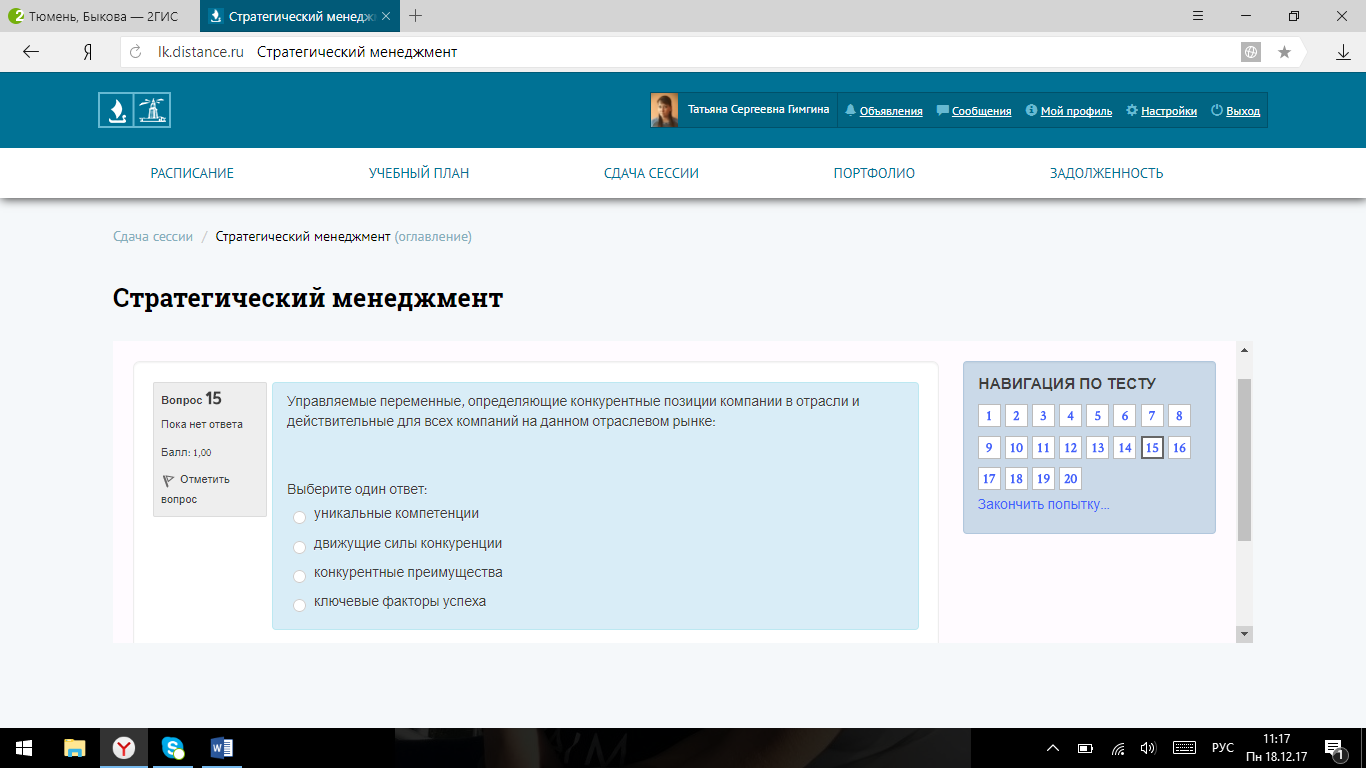 Тюмень, Быкова — 2ГИС
Стратегический менедж
lk.distance.ru Стратегический менеджмент
Татьяна Сергеевна Гимгина Объявления Сообщения Мой профиль Настройки Выход
РАСПИСАНИЕ УЧЕБНЫЙ ПЛАН СДАЧА СЕССИИ ПОРТФОЛИО ЗАДОЛЖЕННОСТЬ
Сдача сессии / Стратегический менеджмент (оглавление)
Стратегический менеджмент
Вопрос 15
Пока нет ответа
Балл: 1,00
Отметить
вопрос
Управляемые переменные, определяющие конкурентные позиции компании в отрасли и
действительные для всех компаний на данном отраслевом рынке:
Выберите один ответ:
уникальные компетенции
движущие силы конкуренции
конкурентные преимущества
ключевые факторы успеха
НАВИГАЦИЯ ПО ТЕСТУ
1 2 3 4 5 6 7 8
9 10 11 12 13 14 15 16
17 18 19 20
Закончить попытку...
РУС
11:17
Пн 18.12.17
1